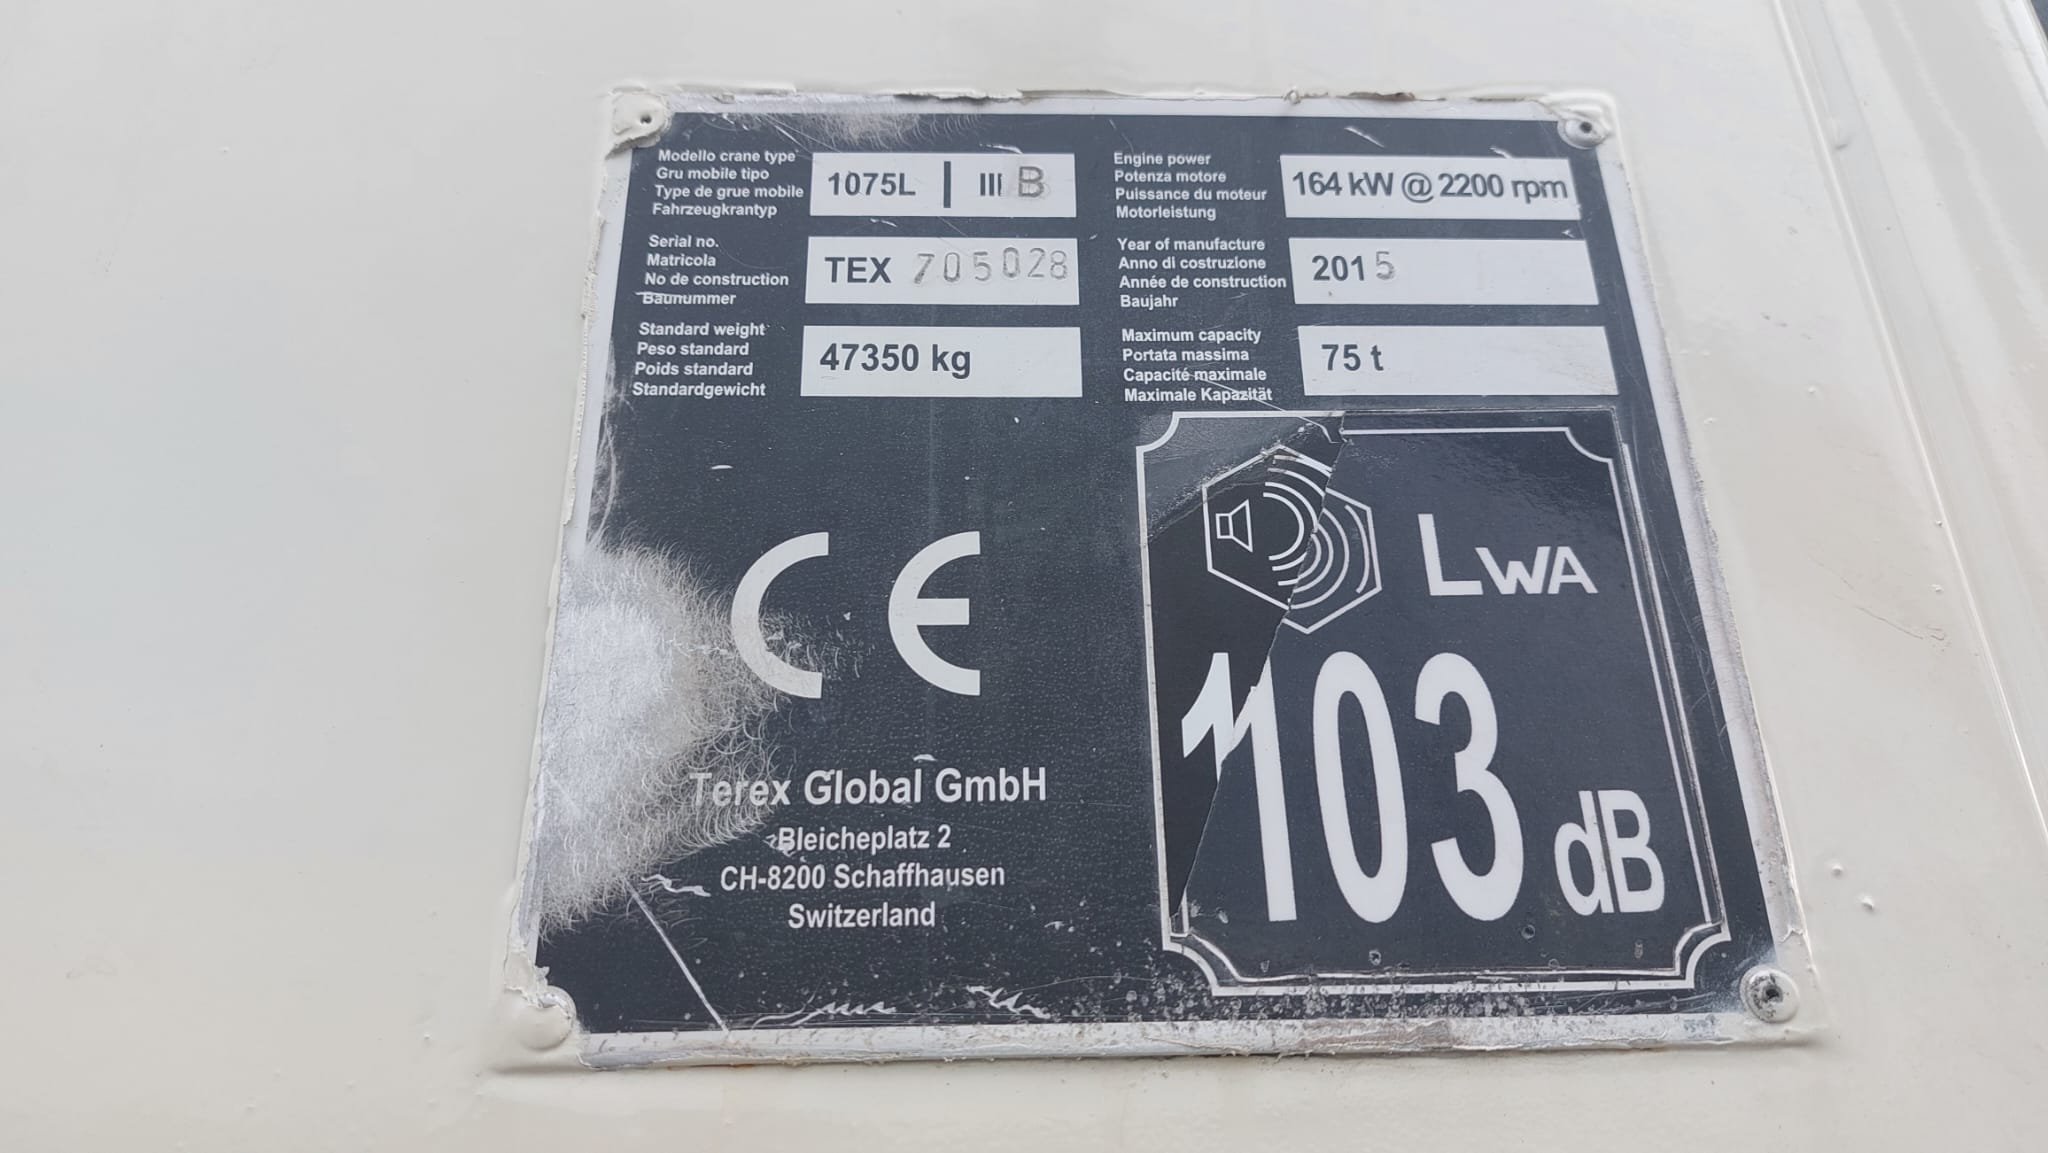 Modello crane type
Gru mobile tipo
Type de grue mobile
Fahrzeugkrantyp
1075L | III B
Engine power
Potenza motore
Puissance du moteur
Motorleistung
164 kW @ 2200 rpm
Serial no.
Matricola
No de construction
Baunummer
TEX 705028
Year of manufacture
Anno di costruzione
Année de construction
Baujahr
2015
Standard weight
Peso standard
Poids standard
Standardgewicht
47350 kg
Maximum capacity
Portata massima
Capacité maximale
Maximale Kapazität
75 t
CE
Terex Global GmbH
Bleicheplatz 2
CH-8200 Schaffhausen
Switzerland
LWA
103 dB